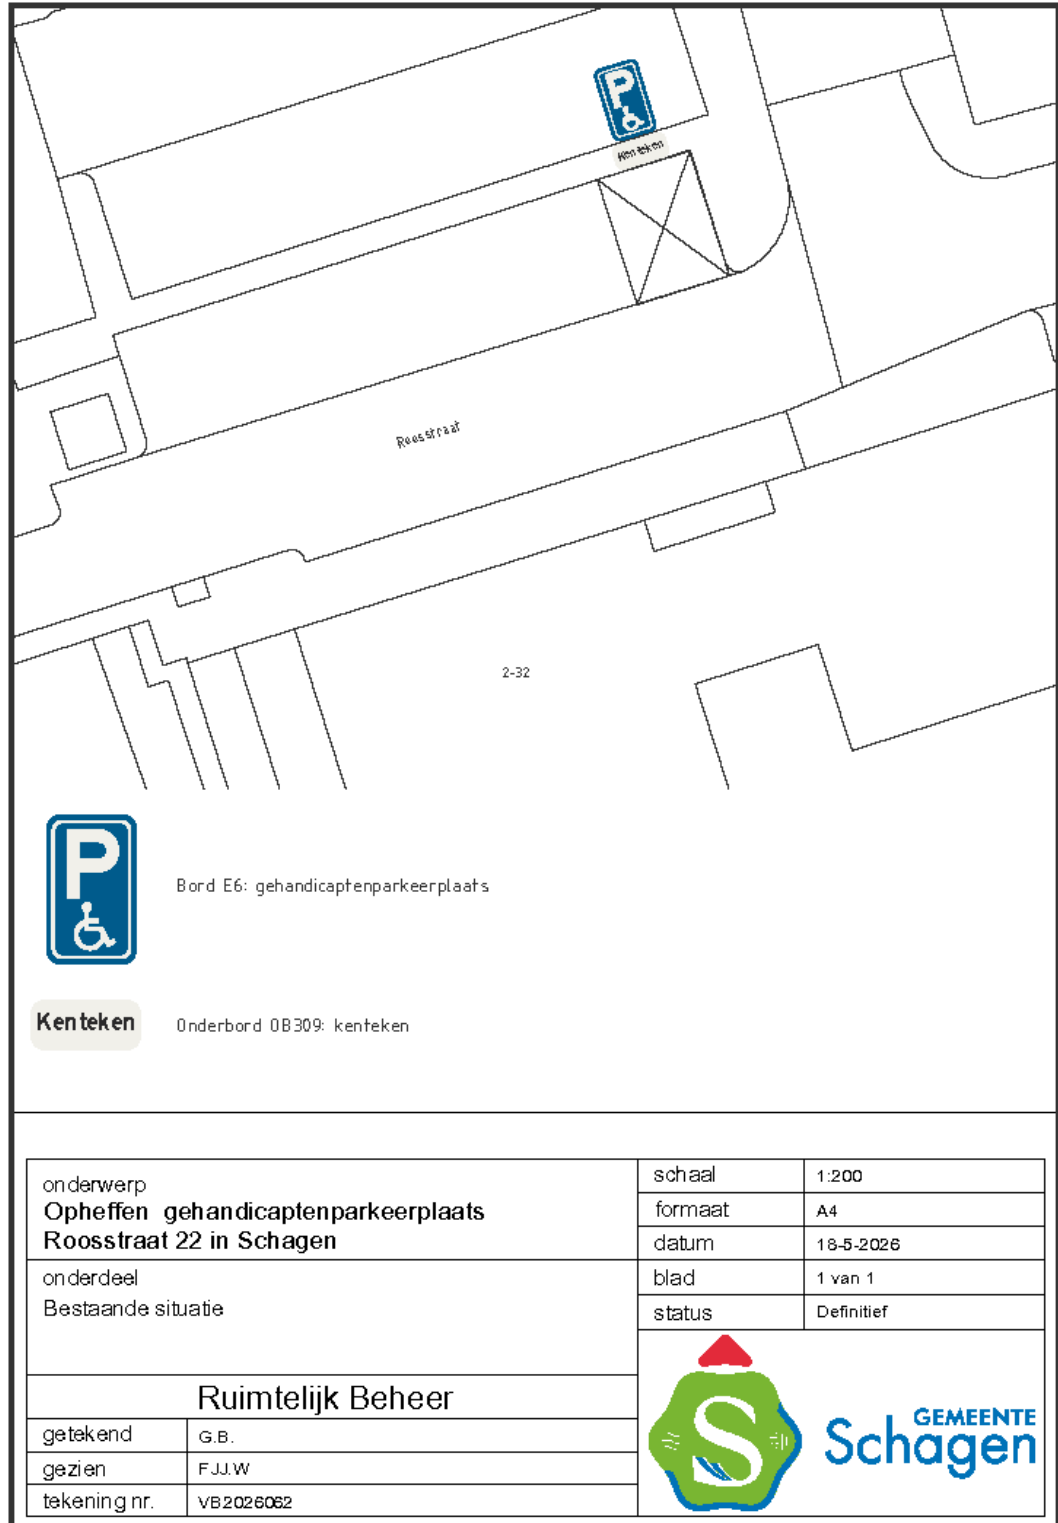 P
Kenteken
Roosstraat
2-32
P
Bord E6: gehandicaptenparkeerplaats
Kenteken
Onderbord OB309: kenteken
onderwerp
Opheffen gehandicaptenparkeerplaats
Roosstraat 22 in Schagen
onderdeel
Bestaande situatie
Ruimtelijk Beheer
getekend G.B.
gezien F.J.J.W
tekening nr. VB2026062
schaal 1:200
formaat A4
datum 18-5-2026
blad 1 van 1
status Definitief
S
GEMEENTE
Schagen